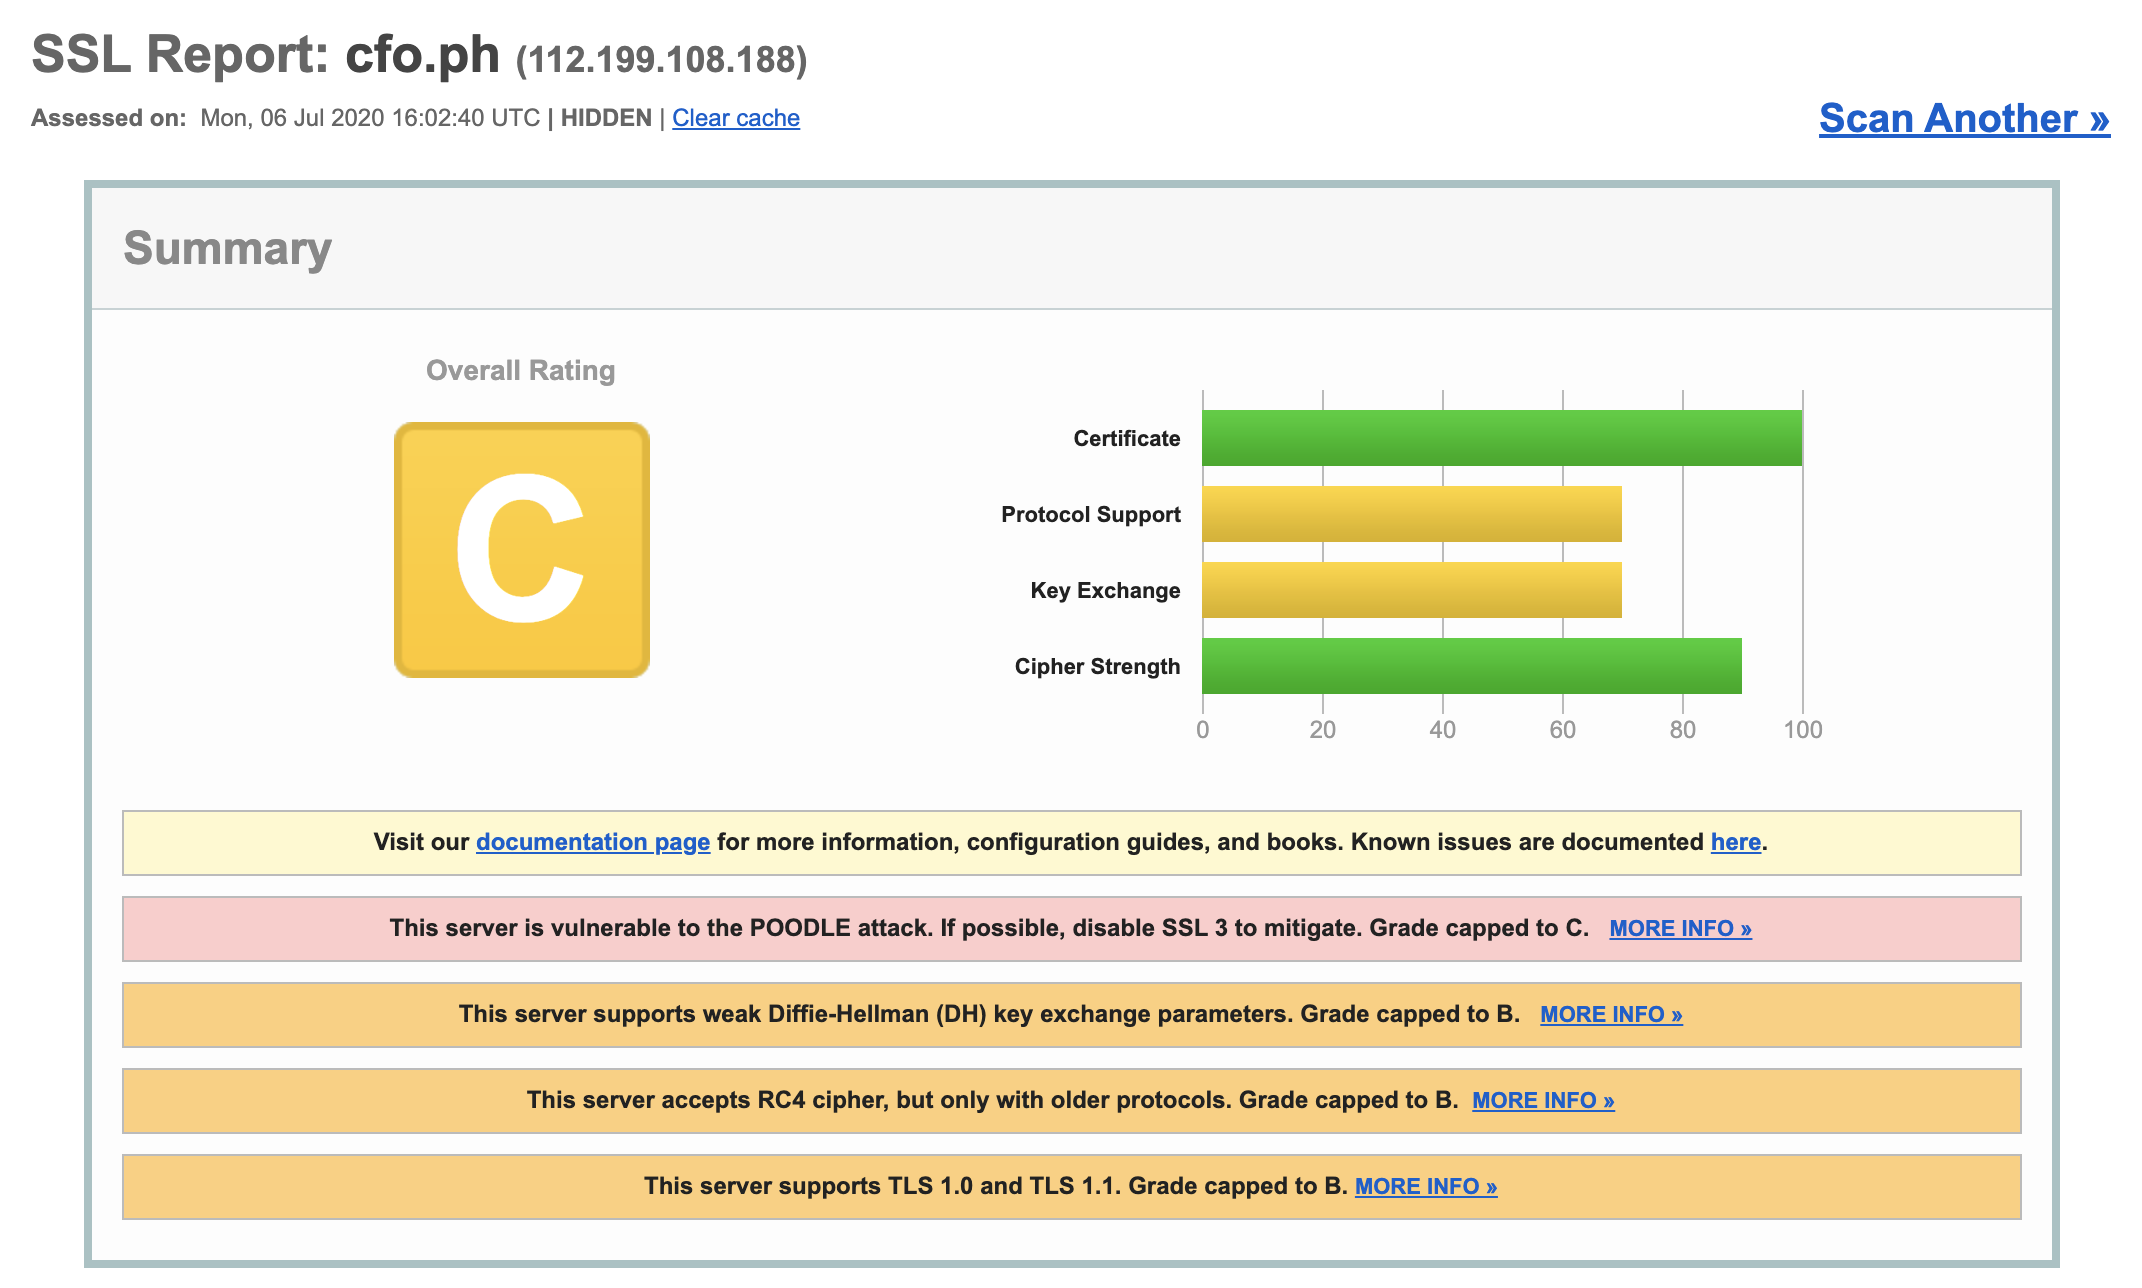 SSL Report: cfo.ph (112.199.108.188)
Assessed on: Mon, 06 Jul 2020 16:02:40 UTC | HIDDEN | Clear cache
Scan Another »
Summary
Overall Rating
C
Certificate
Protocol Support
Key Exchange
Cipher Strength
0 20 40 60 80 100
Visit our documentation page for more information, configuration guides, and books. Known issues are documented here.
This server is vulnerable to the POODLE attack. If possible, disable SSL 3 to mitigate. Grade capped to C. MORE INFO »
This server supports weak Diffie-Hellman (DH) key exchange parameters. Grade capped to B. MORE INFO »
This server accepts RC4 cipher, but only with older protocols. Grade capped to B. MORE INFO »
This server supports TLS 1.0 and TLS 1.1. Grade capped to B. MORE INFO »